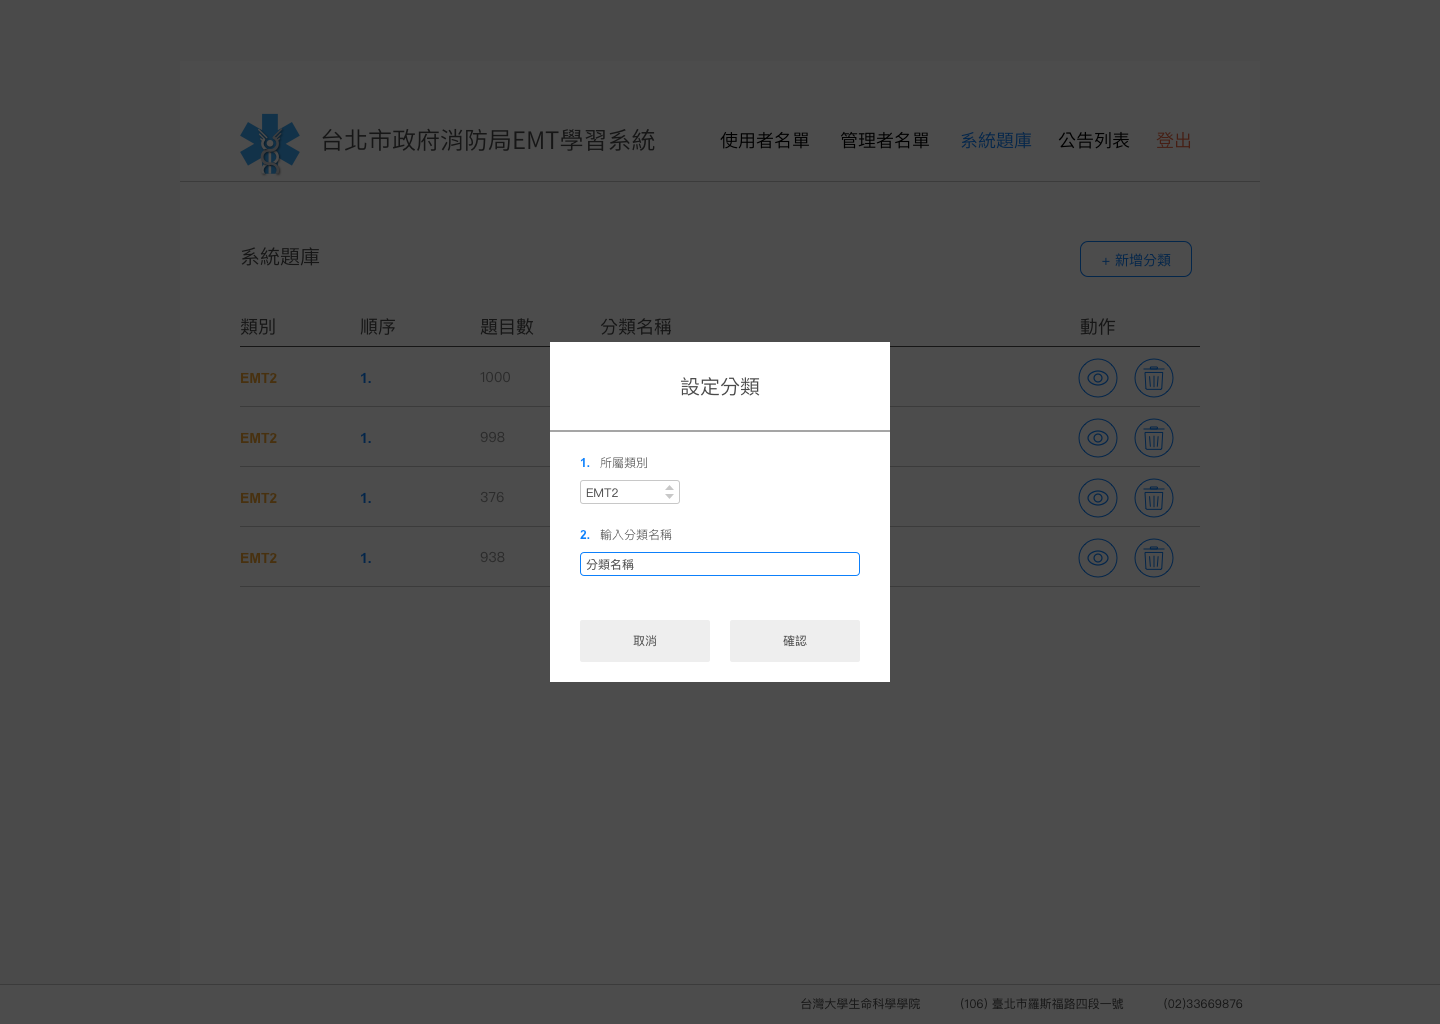 台北市政府消防局EMT學習系統
使用者名單 管理者名單 系統題庫 公告列表 登出
系統題庫
+ 新增分類
類別 順序 題目數 分類名稱 動作
EMT2 1. 1000
EMT2 1. 998
EMT2 1. 376
EMT2 1. 938
設定分類
1. 所屬類別
EMT2
2. 輸入分類名稱
分類名稱
取消 確認
台灣大學生命科學學院 (106) 臺北市羅斯福路四段一號 (02)33669876